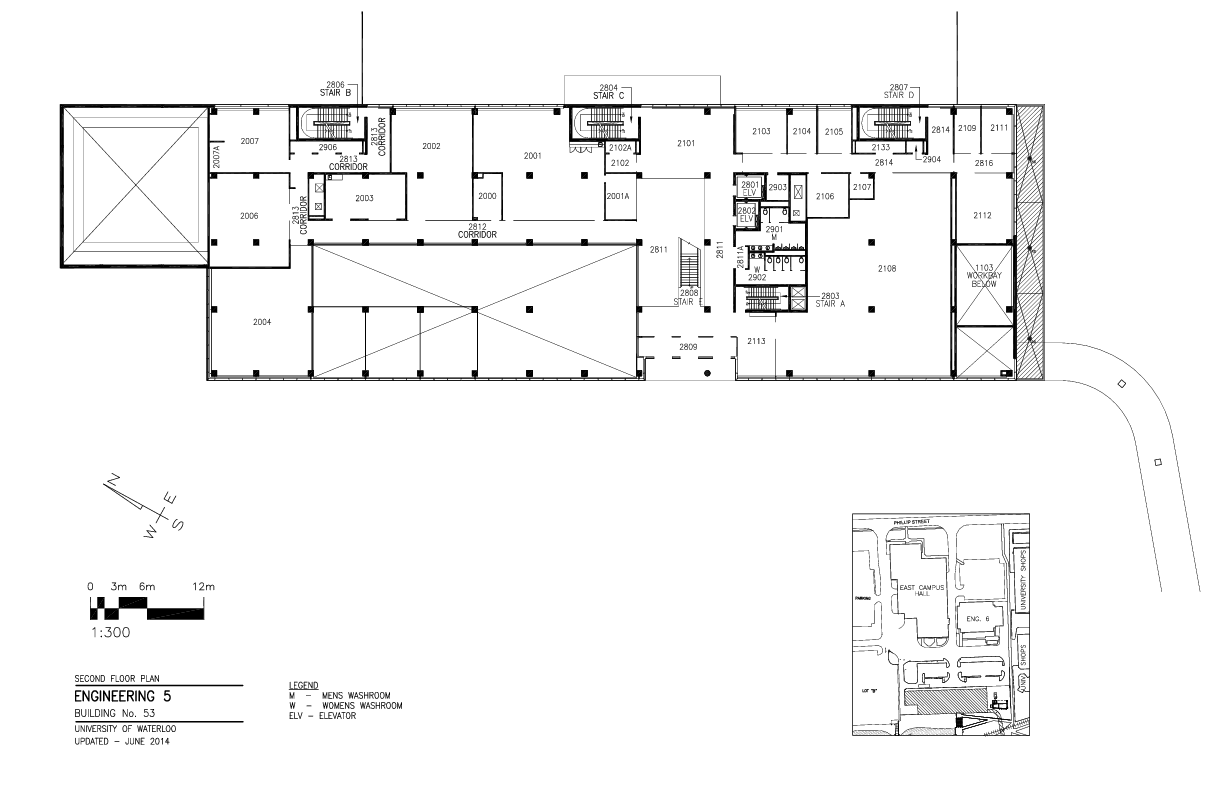 2806
STAIR B
2804
STAIR C
2807
STAIR D
2007
2007A
2906
2813
CORRIDOR
2813
CORRIDOR
2002
2001
2102A
2102
2101
2103
2104
2105
2133
2814
2109
2111
2904
2814
2816
2006
2813
CORRIDOR
2003
2000
2001A
2801
ELV
2903
2802
ELV
2106
2107
2112
2812
CORRIDOR
2901
M
2811
2811
2811A
W
2902
2108
1103
WORKBAY
BELOW
2808
STAIR E
2803
STAIR A
2004
2809
2113
N
E
W
S
0 3m 6m 12m
1:300
SECOND FLOOR PLAN
ENGINEERING 5
BUILDING No. 53
UNIVERSITY OF WATERLOO
UPDATED – JUNE 2014
LEGEND
M – MENS WASHROOM
W – WOMENS WASHROOM
ELV – ELEVATOR
PHILLIP STREET
EAST CAMPUS
HALL
PARKING
ENG. 6
UNIVERSITY SHOPS
SHOPS
LOT "B"